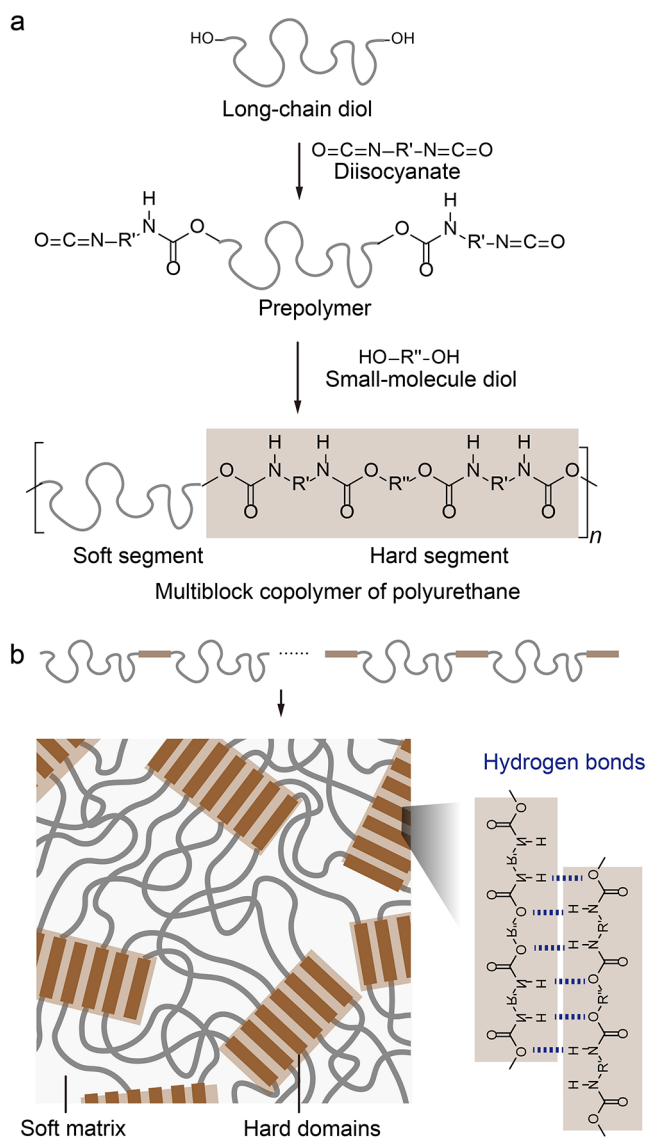 a
HO
OH
Long-chain diol
O=C=N–R'–N=C=O
Diisocyanate
H
H
O=C=N–R'
N
O
O
N
R'–N=C=O
O
O
Prepolymer
HO–R''–OH
Small-molecule diol
H H H H
O N R' N O R'' O N R' N O
O O O O
n
Soft segment
Hard segment
Multiblock copolymer of polyurethane
b
......
Hydrogen bonds
Soft matrix
Hard domains